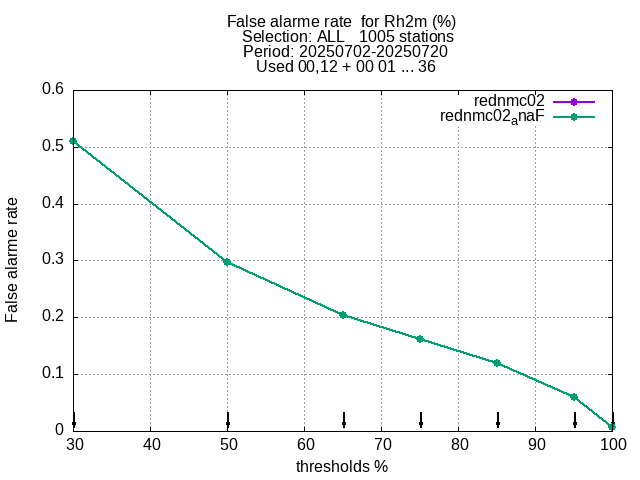 False alarme rate  for Rh2m (%)
Selection: ALL   1005 stations
Period: 20250702-20250720
Used 00,12 + 00 01 ... 36
rednmc02
rednmc02ₐnaF
False alarme rate
0.6
0.5
0.4
0.3
0.2
0.1
0
30 40 50 60 70 80 90 100
thresholds %